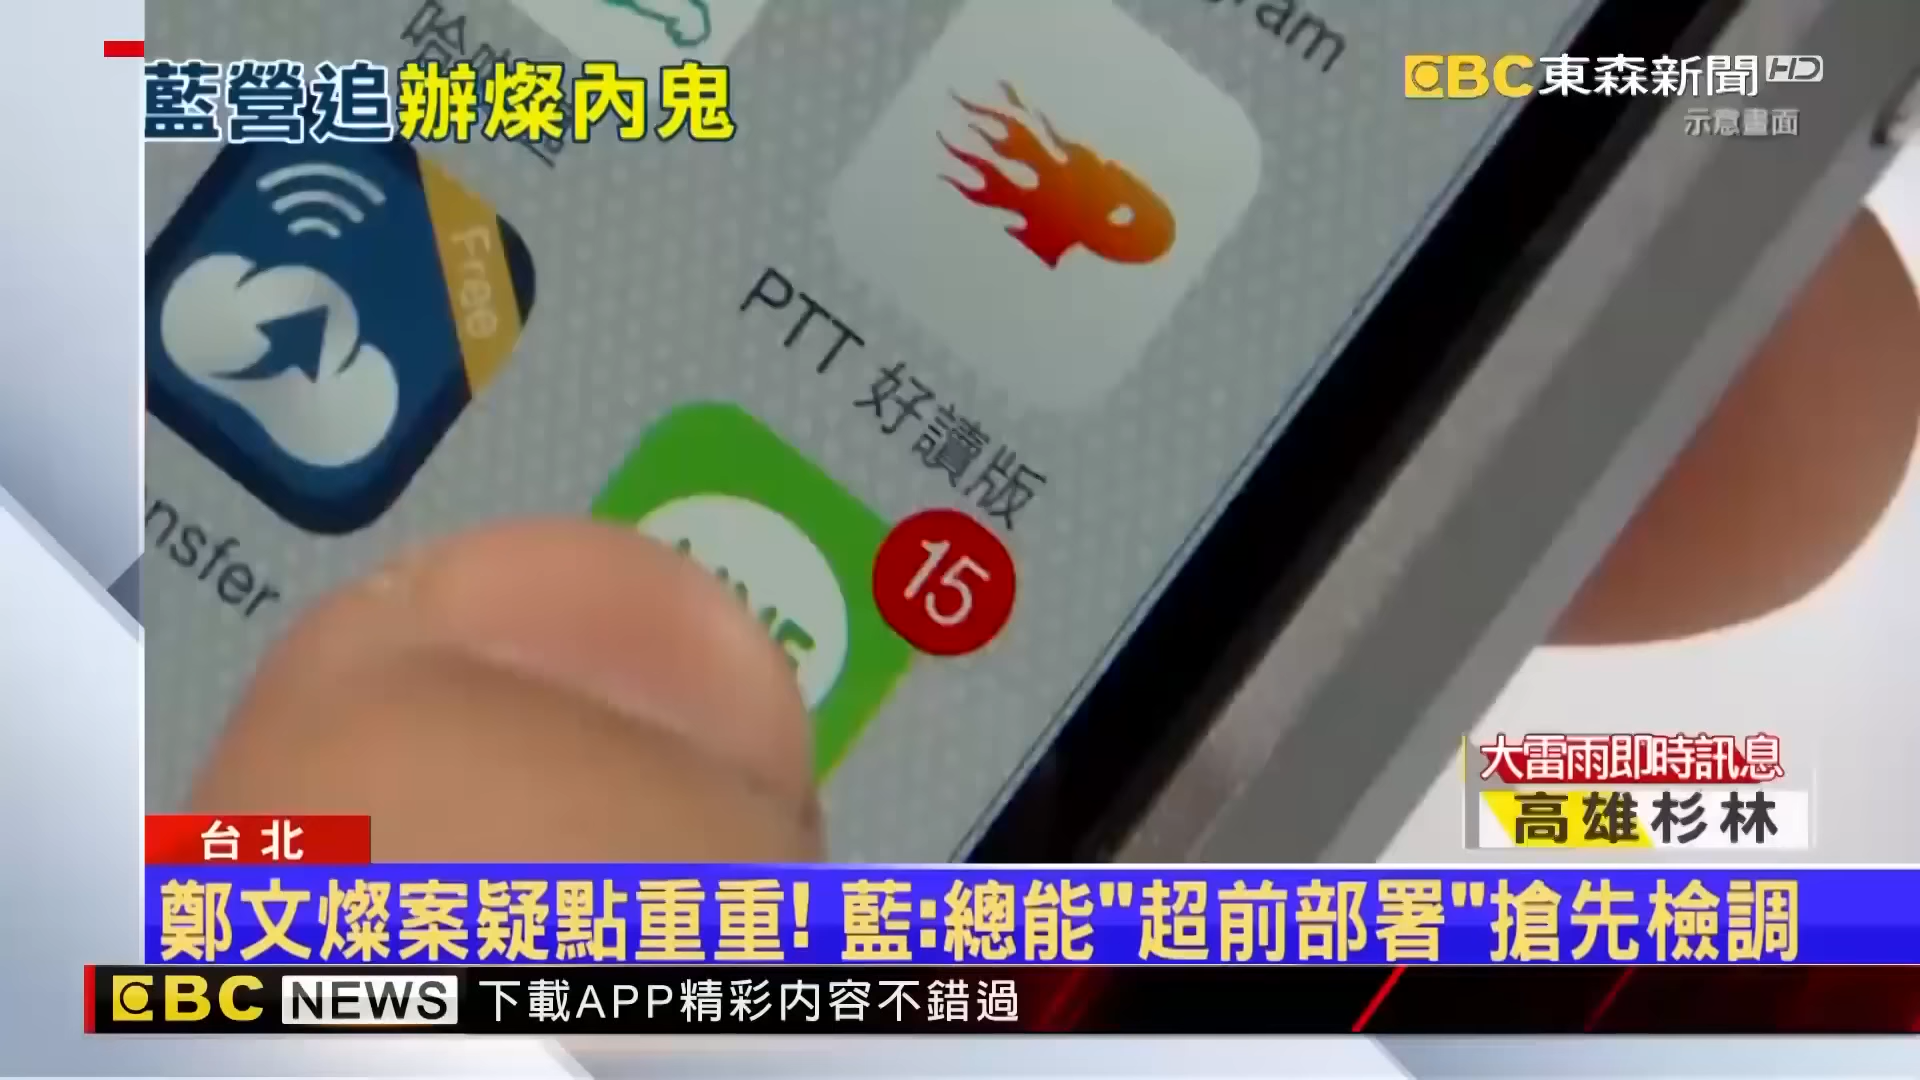 藍營追辦燦內鬼
EBC東森新聞HD
示意畫面
Free
PTT 好讀版
nsfer
15
大雷雨即時訊息
高雄杉林
台北
鄭文燦案疑點重重! 藍:總能"超前部署"搶先檢調
EBC NEWS 下載APP精彩內容不錯過